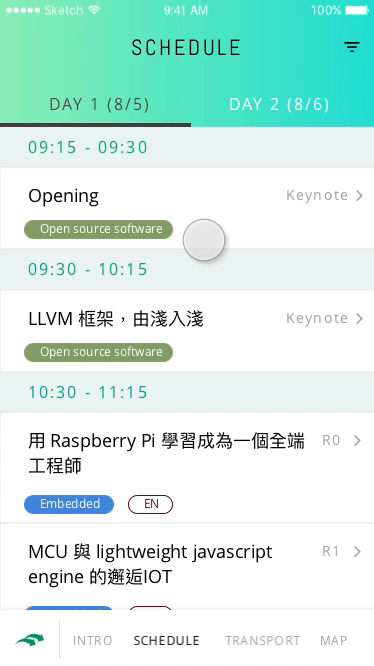 Sketch 9:41 AM 100%
SCHEDULE
DAY 1 (8/5) DAY 2 (8/6)
09:15 - 09:30
Opening Keynote
Open source software
09:30 - 10:15
LLVM 框架，由淺入淺 Keynote
Open source software
10:30 - 11:15
用 Raspberry Pi 學習成為一個全端 R0
工程師
Embedded EN
MCU 與 lightweight javascript R1
engine 的邂逅IOT
INTRO SCHEDULE TRANSPORT MAP